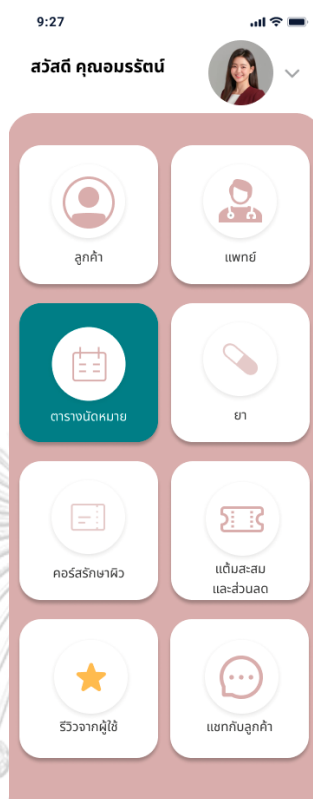 9:27
สวัสดี คุณอมรรัตน์
ลูกค้า
แพทย์
ตารางนัดหมาย
ยา
คอร์สรักษาผิว
แต้มสะสม
และส่วนลด
รีวิวจากผู้ใช้
แชทกับลูกค้า